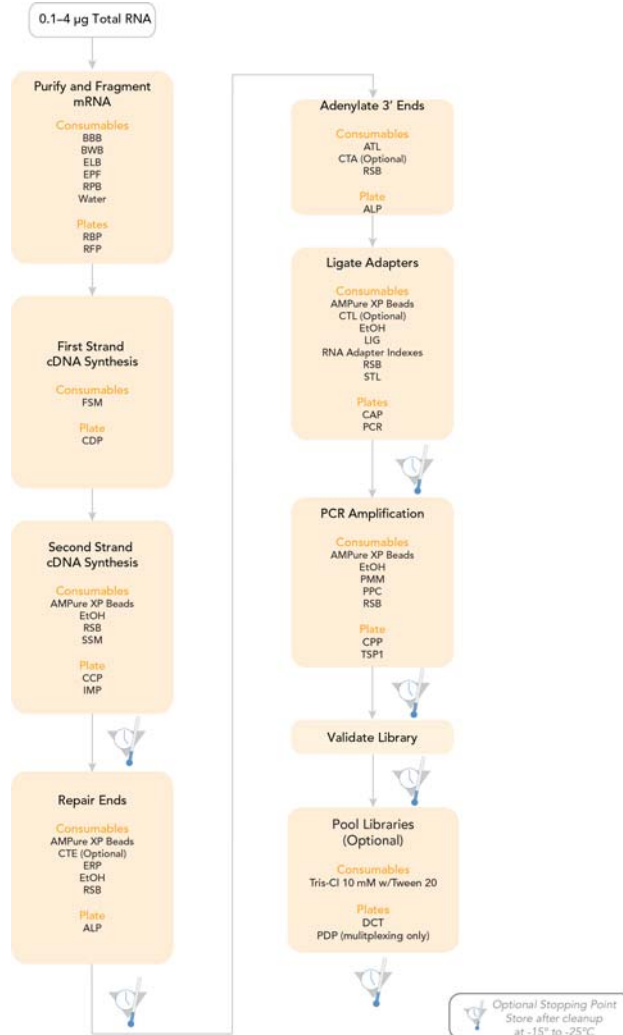 0.1–4 µg Total RNA
Purify and Fragment
mRNA
Consumables
BBB
BWB
ELB
EPF
RPB
Water
Plates
RBP
RFP
First Strand
cDNA Synthesis
Consumables
FSM
Plate
CDP
Second Strand
cDNA Synthesis
Consumables
AMPure XP Beads
EtOH
RSB
SSM
Plate
CCP
IMP
Repair Ends
Consumables
AMPure XP Beads
CTE (Optional)
ERP
EtOH
RSB
Plate
ALP
Adenylate 3′ Ends
Consumables
ATL
CTA (Optional)
RSB
Plate
ALP
Ligate Adapters
Consumables
AMPure XP Beads
CTL (Optional)
EtOH
LIG
RNA Adapter Indexes
RSB
STL
Plates
CAP
PCR
PCR Amplification
Consumables
AMPure XP Beads
EtOH
PMM
PPC
RSB
Plate
CPP
TSP1
Validate Library
Pool Libraries
(Optional)
Consumables
Tris-Cl 10 mM w/Tween 20
Plates
DCT
PDP (mulitplexing only)
Optional Stopping Point
Store after cleanup
at -15° to -25°C